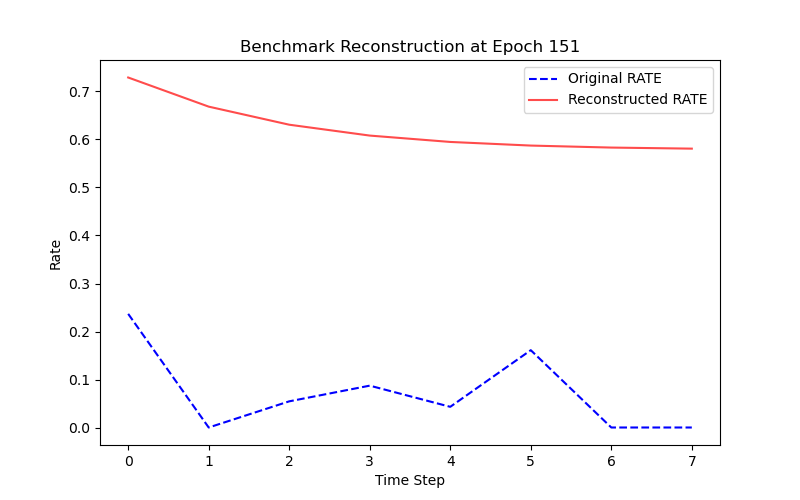 Benchmark Reconstruction at Epoch 151
Original RATE
Reconstructed RATE
0.7
0.6
0.5
0.4
0.3
0.2
0.1
0.0
Rate
0 1 2 3 4 5 6 7
Time Step